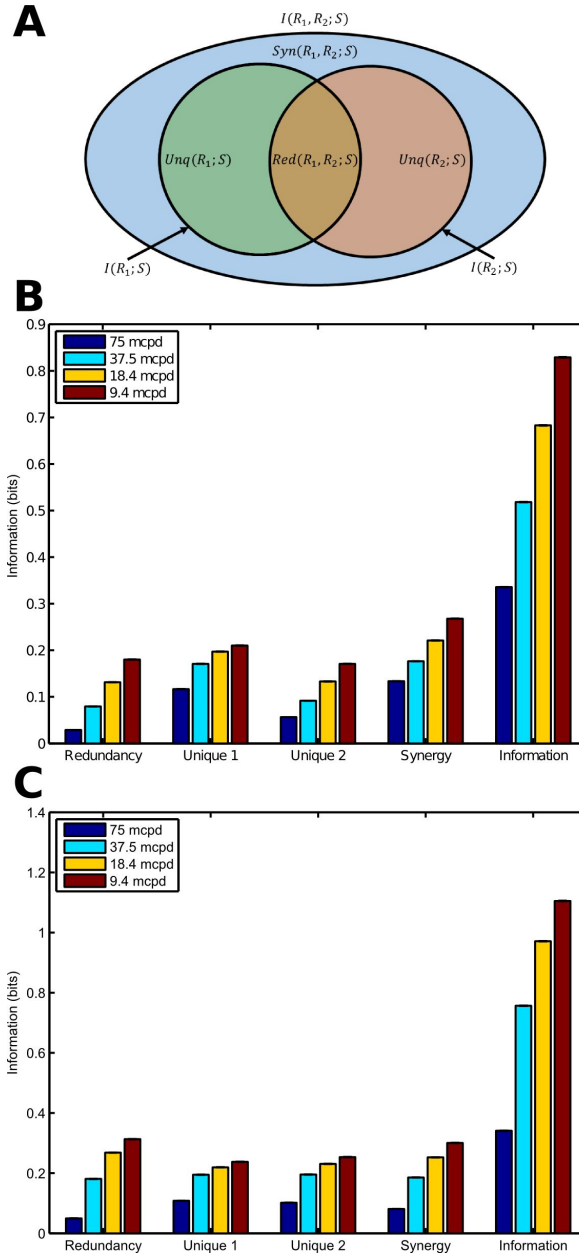 A
I(R₁, R₂; S)
Syn(R₁, R₂; S)
Unq(R₁; S)
Red(R₁, R₂; S)
Unq(R₂; S)
I(R₁; S)
I(R₂; S)
B
0.9
0.8
0.7
0.6
0.5
0.4
0.3
0.2
0.1
0
Information (bits)
75 mcpd
37.5 mcpd
18.4 mcpd
9.4 mcpd
Redundancy
Unique 1
Unique 2
Synergy
Information
C
1.4
1.2
1
0.8
0.6
0.4
0.2
0
Information (bits)
75 mcpd
37.5 mcpd
18.4 mcpd
9.4 mcpd
Redundancy
Unique 1
Unique 2
Synergy
Information